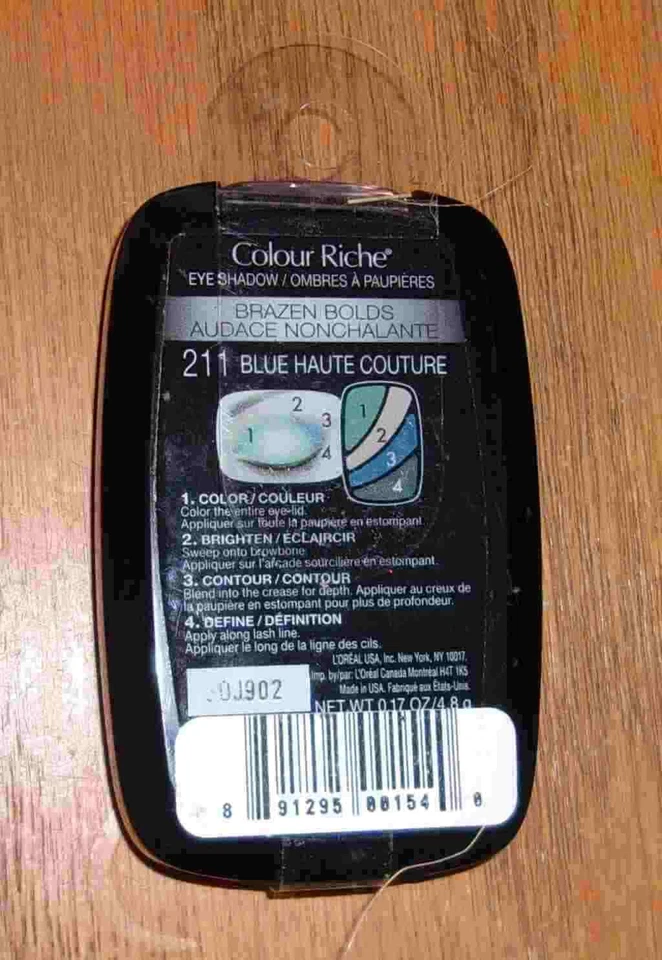 Colour Riche®
EYE SHADOW / OMBRES À PAUPIÈRES
BRAZEN BOLDS
AUDACE NONCHALANTE
211 BLUE HAUTE COUTURE
1 2 3 4
1 2 3 4
1. COLOR / COULEUR
Color the entire eye-lid.
Appliquer sur toute la paupière en estompant.
2. BRIGHTEN / ÉCLAIRCIR
Sweep onto browbone.
Appliquer sur l'arcade sourcilière en estompant.
3. CONTOUR / CONTOUR
Blend into the crease for depth. Appliquer au creux de
la paupière en estompant pour plus de profondeur.
4. DEFINE / DÉFINITION
Apply along lash line.
Appliquer le long de la ligne des cils.
L'ORÉAL USA, Inc. New York, NY 10017.
Imp. by/par: L'Oréal Canada Montréal H4T 1K5
Made in USA. Fabriqué aux États-Unis.
0J902
NET WT 0.17 OZ/4.8 g
8 91295 00154 0